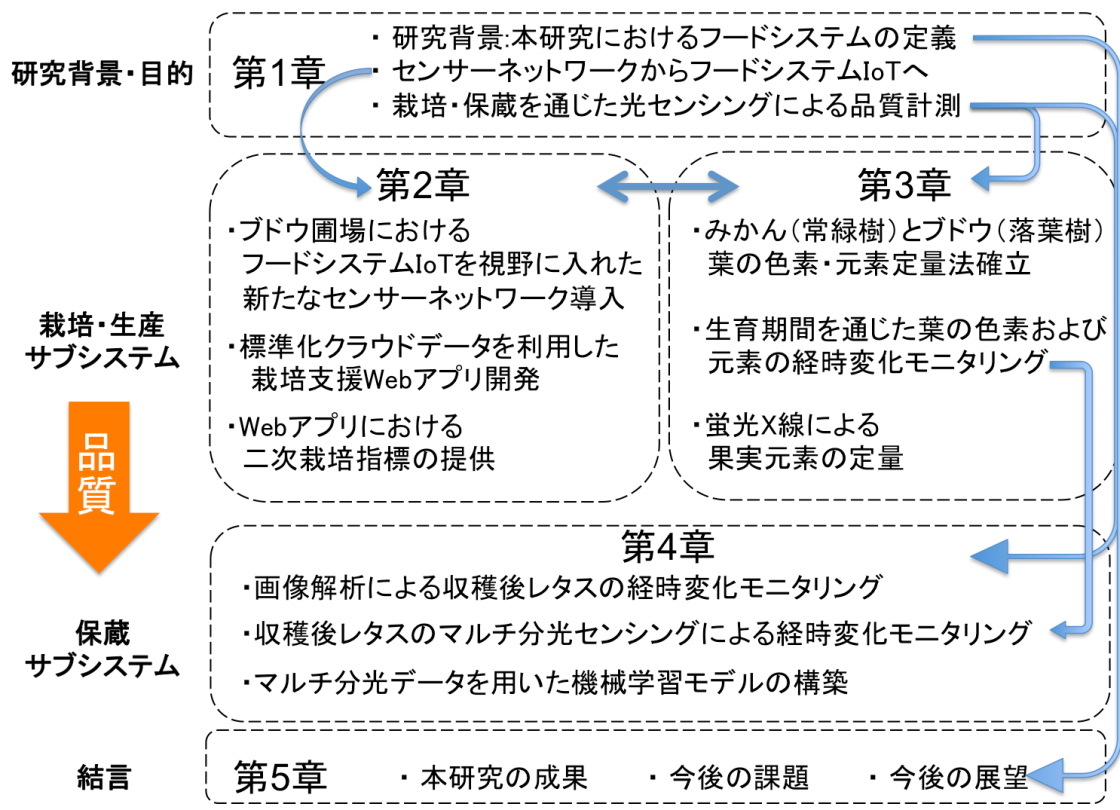 研究背景・目的
第1章
・ 研究背景:本研究におけるフードシステムの定義
・ センサーネットワークからフードシステムIoTへ
・ 栽培・保蔵を通じた光センシングによる品質計測
栽培・生産
サブシステム
第2章
・ブドウ圃場における
フードシステムIoTを視野に入れた
新たなセンサーネットワーク導入
・標準化クラウドデータを利用した
栽培支援Webアプリ開発
・Webアプリにおける
二次栽培指標の提供
第3章
・みかん（常緑樹）とブドウ（落葉樹）
葉の色素・元素定量法確立
・生育期間を通じた葉の色素および
元素の経時変化モニタリング
・蛍光X線による
果実元素の定量
品
質
保蔵
サブシステム
第4章
・画像解析による収穫後レタスの経時変化モニタリング
・収穫後レタスのマルチ分光センシングによる経時変化モニタリング
・マルチ分光データを用いた機械学習モデルの構築
結言
第5章 ・ 本研究の成果 ・ 今後の課題 ・ 今後の展望